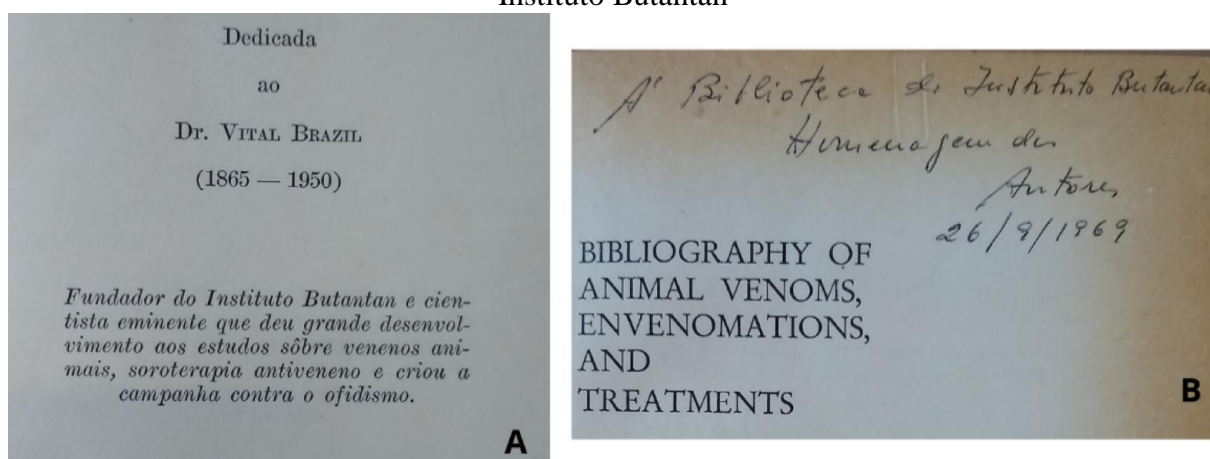 Instituto Butantan
Dedicada
ao
Dr. VITAL BRAZIL
(1865 — 1950)
Fundador do Instituto Butantan e cien-
tista eminente que deu grande desenvol-
vimento aos estudos sôbre venenos ani-
mais, soroterapia antiveneno e criou a
campanha contra o ofidismo.
A
A' Biblioteca do Instituto Butantan
Homenagem dos
Autores
26/9/1969
BIBLIOGRAPHY OF
ANIMAL VENOMS,
ENVENOMATIONS,
AND
TREATMENTS
B